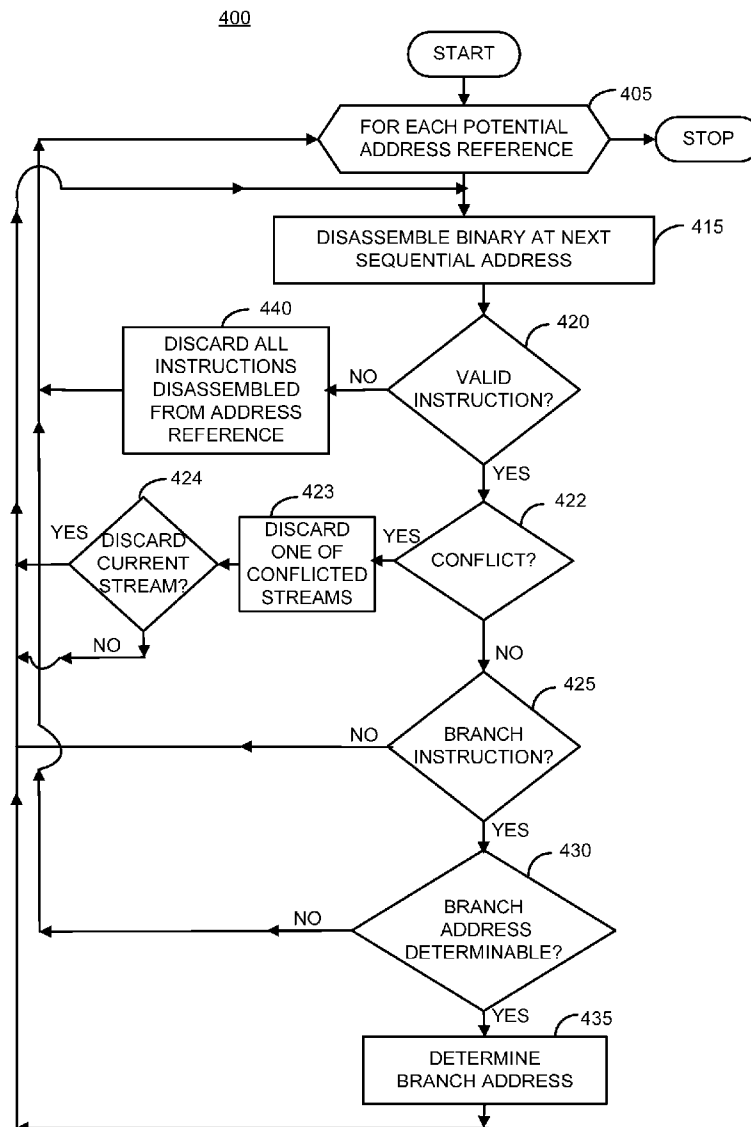 400
START
405
FOR EACH POTENTIAL
ADDRESS REFERENCE
STOP
415
DISASSEMBLE BINARY AT NEXT
SEQUENTIAL ADDRESS
440
DISCARD ALL
INSTRUCTIONS
DISASSEMBLED
FROM ADDRESS
REFERENCE
NO
420
VALID
INSTRUCTION?
YES
424
YES
DISCARD
CURRENT
STREAM?
NO
423
DISCARD
ONE OF
CONFLICTED
STREAMS
YES
422
CONFLICT?
NO
425
NO
BRANCH
INSTRUCTION?
YES
430
NO
BRANCH
ADDRESS
DETERMINABLE?
YES
435
DETERMINE
BRANCH ADDRESS